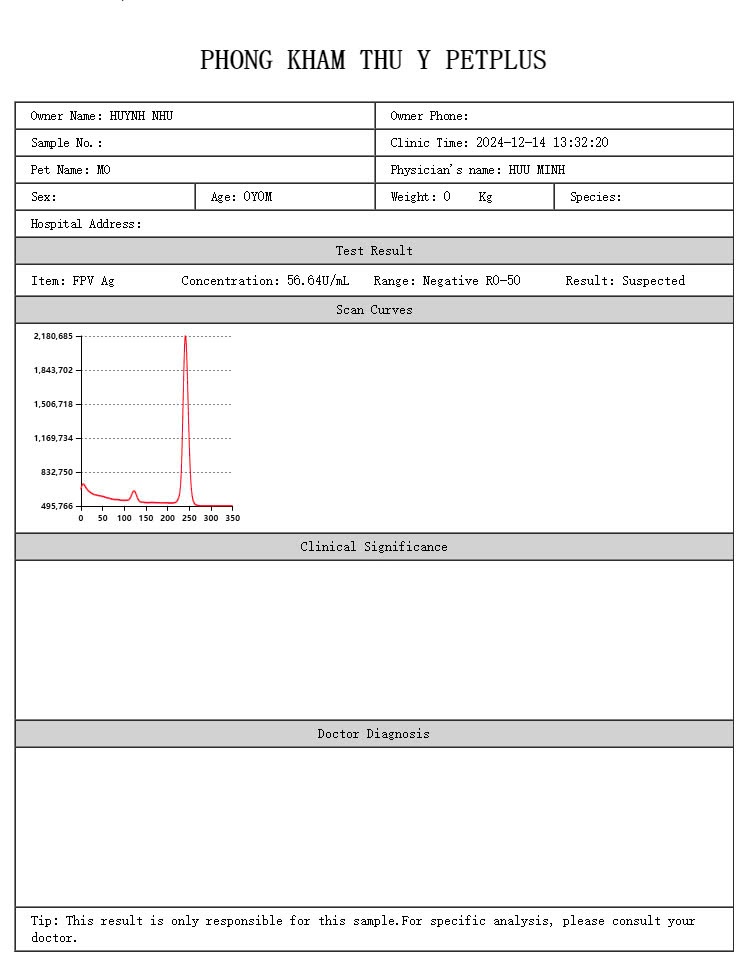 PHONG KHAM THU Y PETPLUS
Owner Name: HUYNH NHU
Owner Phone:
Sample No.:
Clinic Time: 2024-12-14 13:32:20
Pet Name: MO
Physician's name: HUU MINH
Sex:
Age: 0Y0M
Weight: 0 Kg
Species:
Hospital Address:
Test Result
Item: FPV Ag Concentration: 56.64U/mL Range: Negative R0-50 Result: Suspected
Scan Curves
2,180,685
1,843,702
1,506,718
1,169,734
832,750
495,766
0 50 100 150 200 250 300 350
Clinical Significance
Doctor Diagnosis
Tip: This result is only responsible for this sample.For specific analysis, please consult your
doctor.